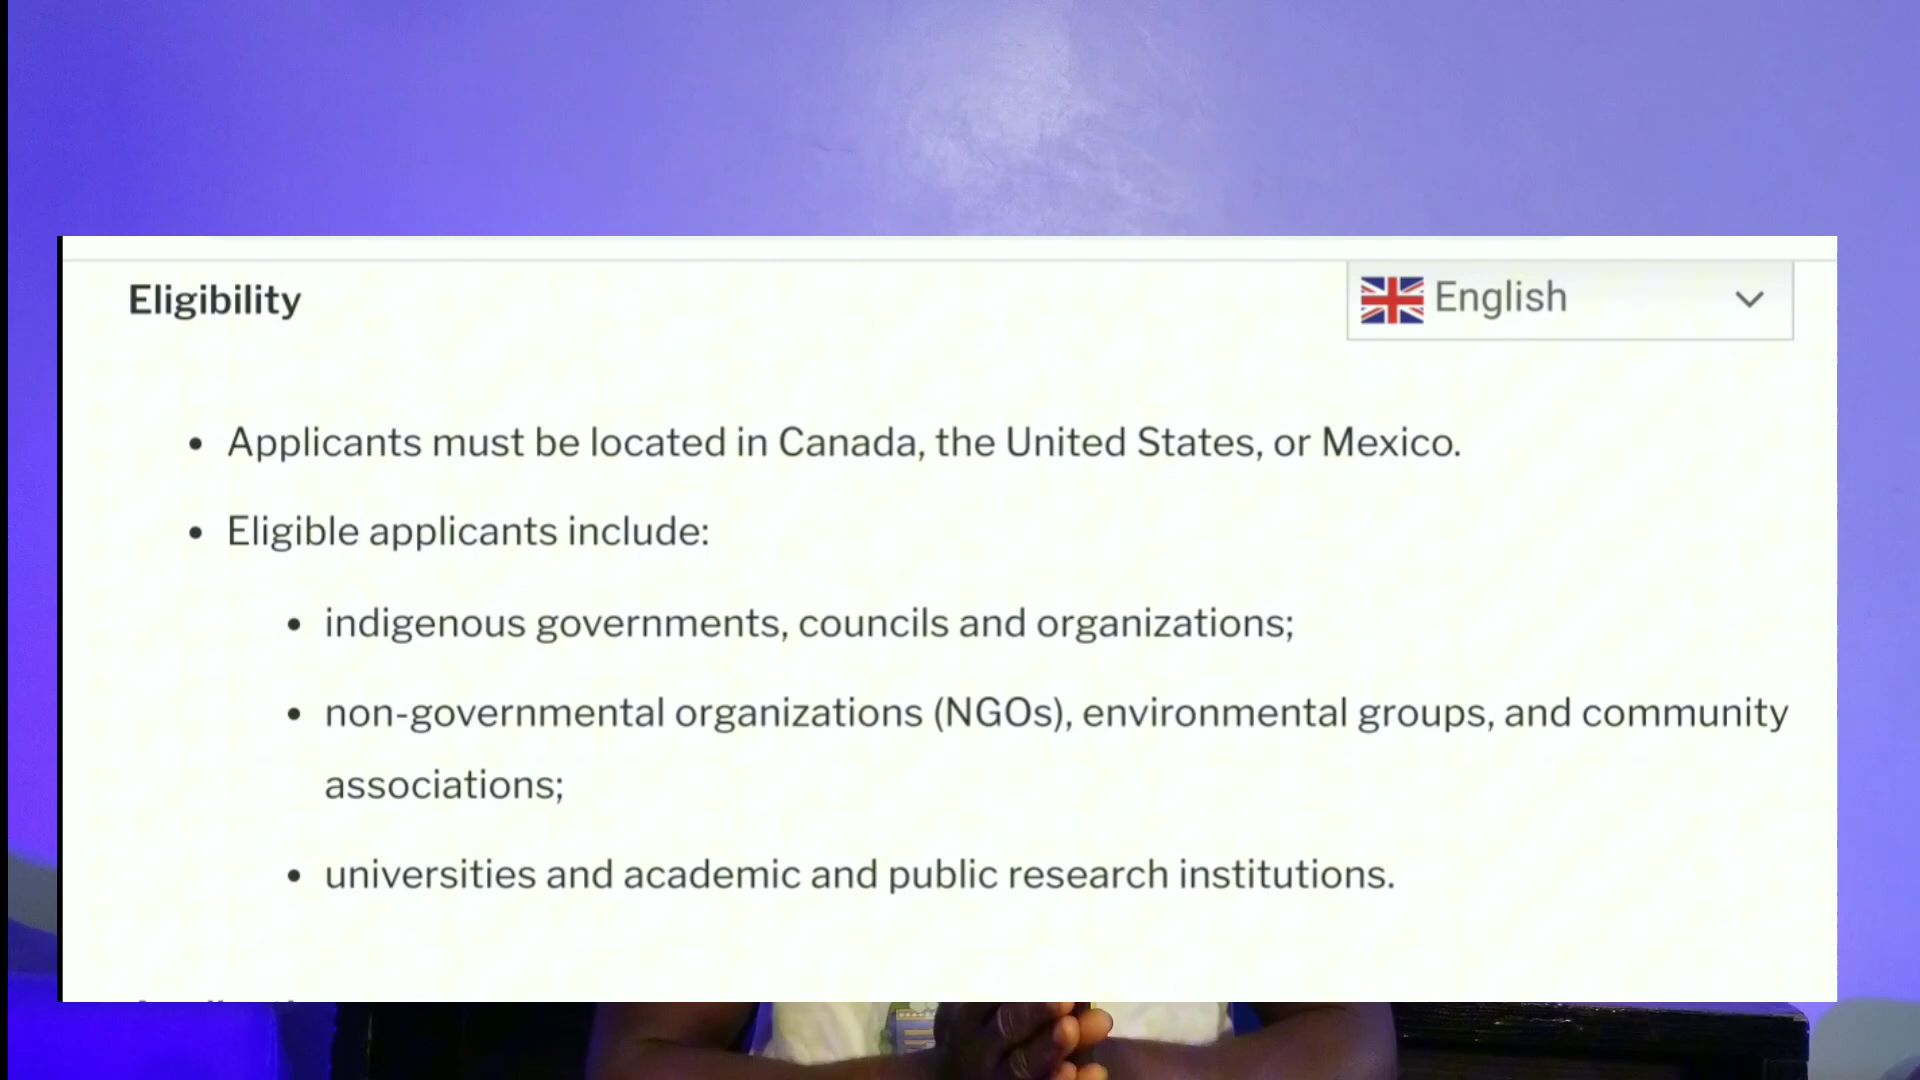 Eligibility
English
Applicants must be located in Canada, the United States, or Mexico.
Eligible applicants include:
indigenous governments, councils and organizations;
non-governmental organizations (NGOs), environmental groups, and community
associations;
universities and academic and public research institutions.